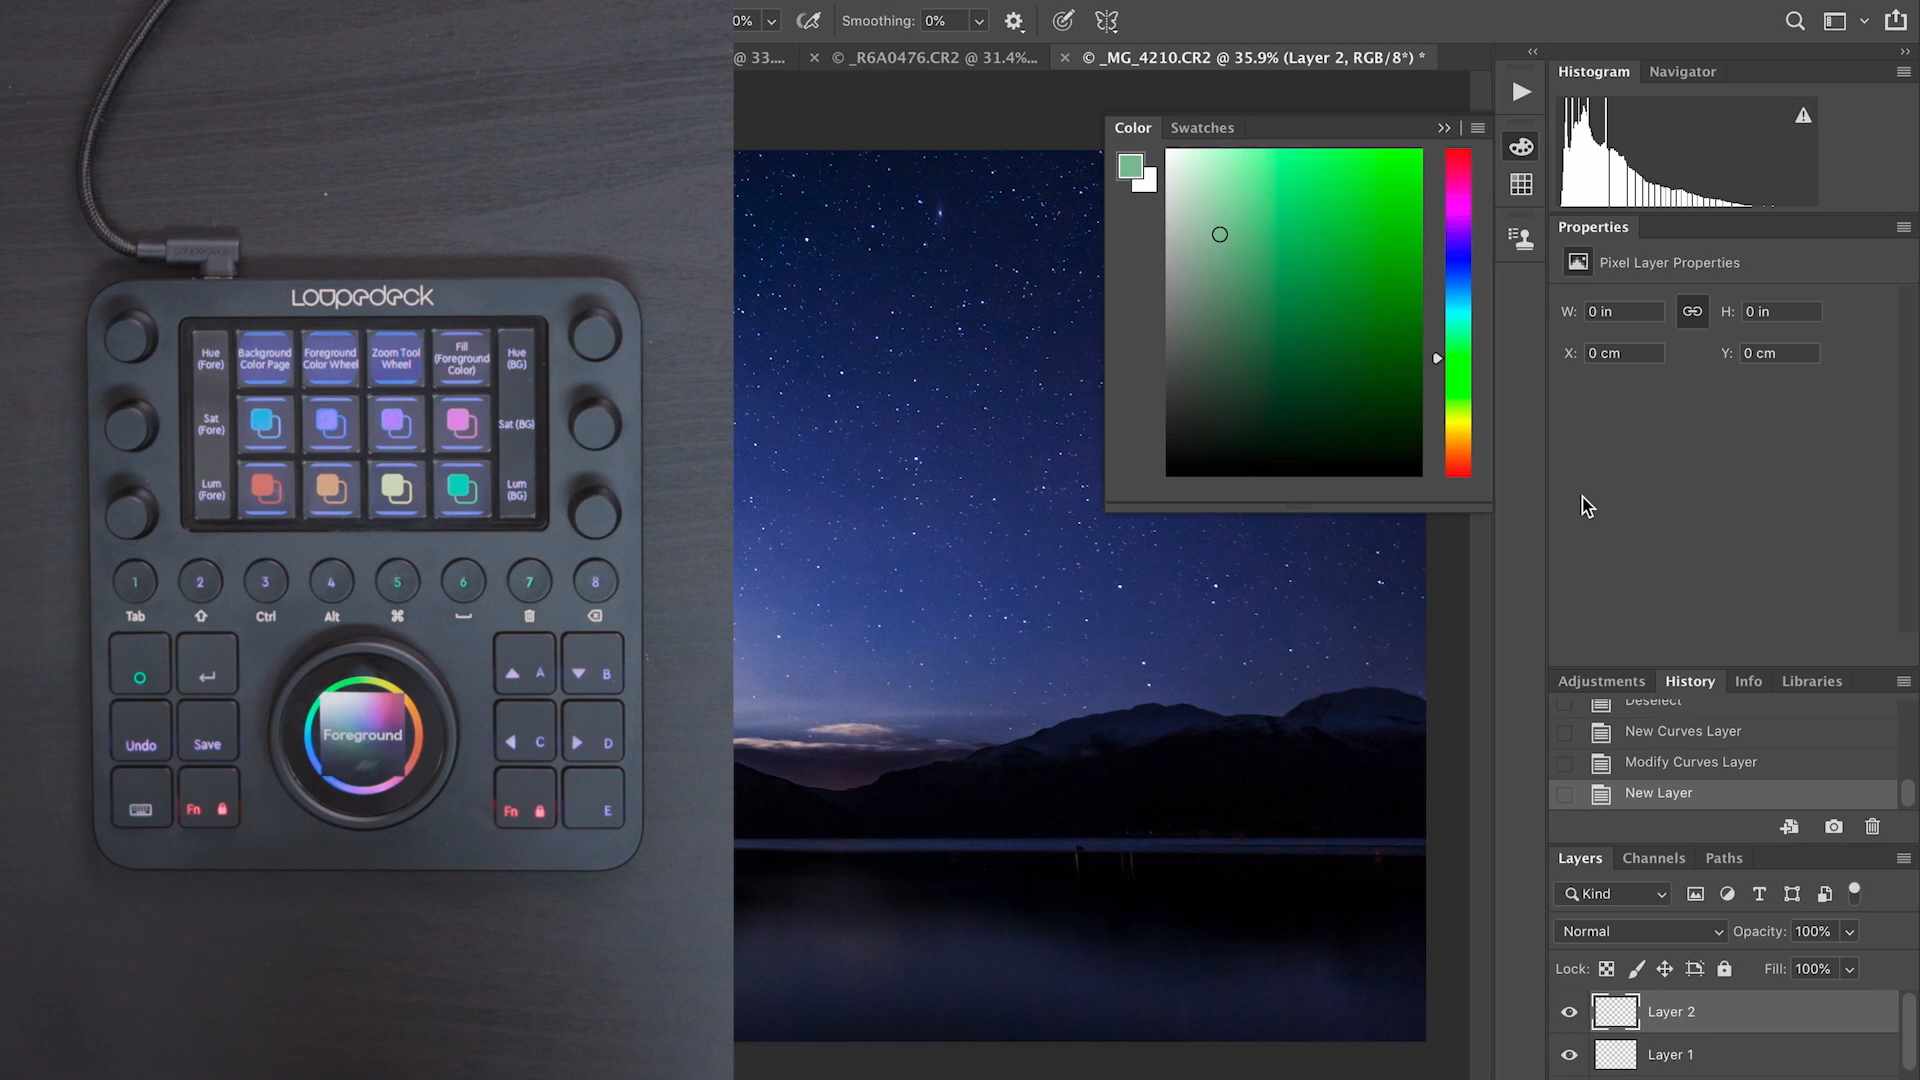 0%
Smoothing: 0%
@ 33....
© _R6A0476.CR2 @ 31.4%...
© _MG_4210.CR2 @ 35.9% (Layer 2, RGB/8*) *
Color
Swatches
Histogram
Navigator
Properties
Pixel Layer Properties
W: 0 in
H: 0 in
X: 0 cm
Y: 0 cm
Adjustments
History
Info
Libraries
Deselect
New Curves Layer
Modify Curves Layer
New Layer
Layers
Channels
Paths
Kind
Normal
Opacity: 100%
Lock:
Fill: 100%
Layer 2
Layer 1
Loupedeck
Loupedeck
Hue
(Fore)
Background
Color Page
Foreground
Color Wheel
Zoom Tool
Wheel
Fill
(Foreground
Color)
Hue
(BG)
Sat
(Fore)
Sat (BG)
Lum
(Fore)
Lum
(BG)
1 2 3 4 5 6 7 8
Tab
Ctrl
Alt
A
B
Undo
Save
Foreground
C
D
Fn
Fn
E